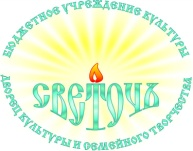 БЮДЖЕТНОЕ УЧРЕЖДЕНИЕ КУЛЬТУРЫ
СВЕТОЧЪ
ДВОРЕЦ КУЛЬТУРЫ И СЕМЕЙНОГО ТВОРЧЕСТВА